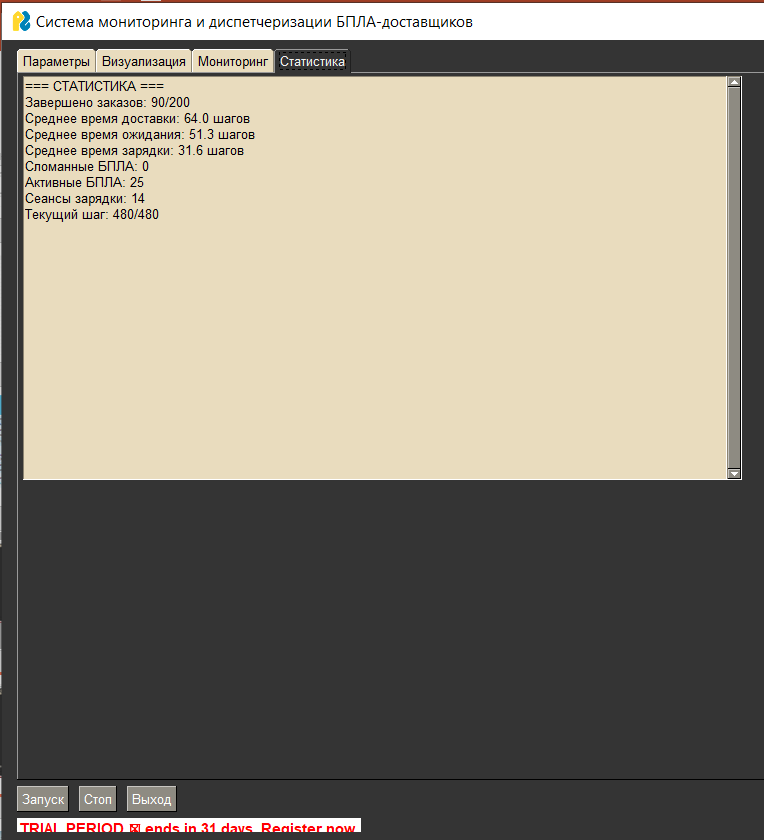 Система мониторинга и диспетчеризации БПЛА-доставщиков
Параметры Визуализация Мониторинг Статистика
=== СТАТИСТИКА ===
Завершено заказов: 90/200
Среднее время доставки: 64.0 шагов
Среднее время ожидания: 51.3 шагов
Среднее время зарядки: 31.6 шагов
Сломанные БПЛА: 0
Активные БПЛА: 25
Сеансы зарядки: 14
Текущий шаг: 480/480
Запуск Стоп Выход
TRIAL PERIOD ends in 31 days. Register now.